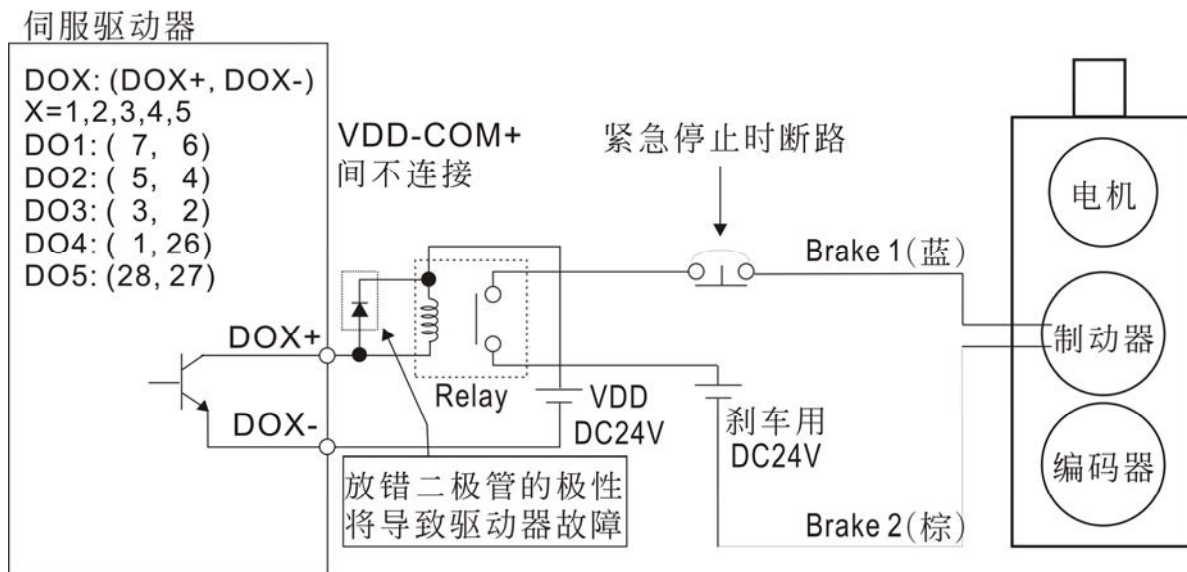 伺服驱动器
DOX: (DOX+, DOX-)
X=1,2,3,4,5
DO1: ( 7, 6)
DO2: ( 5, 4)
DO3: ( 3, 2)
DO4: ( 1, 26)
DO5: (28, 27)
VDD-COM+
间不连接
紧急停止时断路
电机
Brake 1(蓝)
DOX+
制动器
Relay
VDD
DC24V
DOX-
刹车用
DC24V
编码器
放错二极管的极性
将导致驱动器故障
Brake 2(棕)